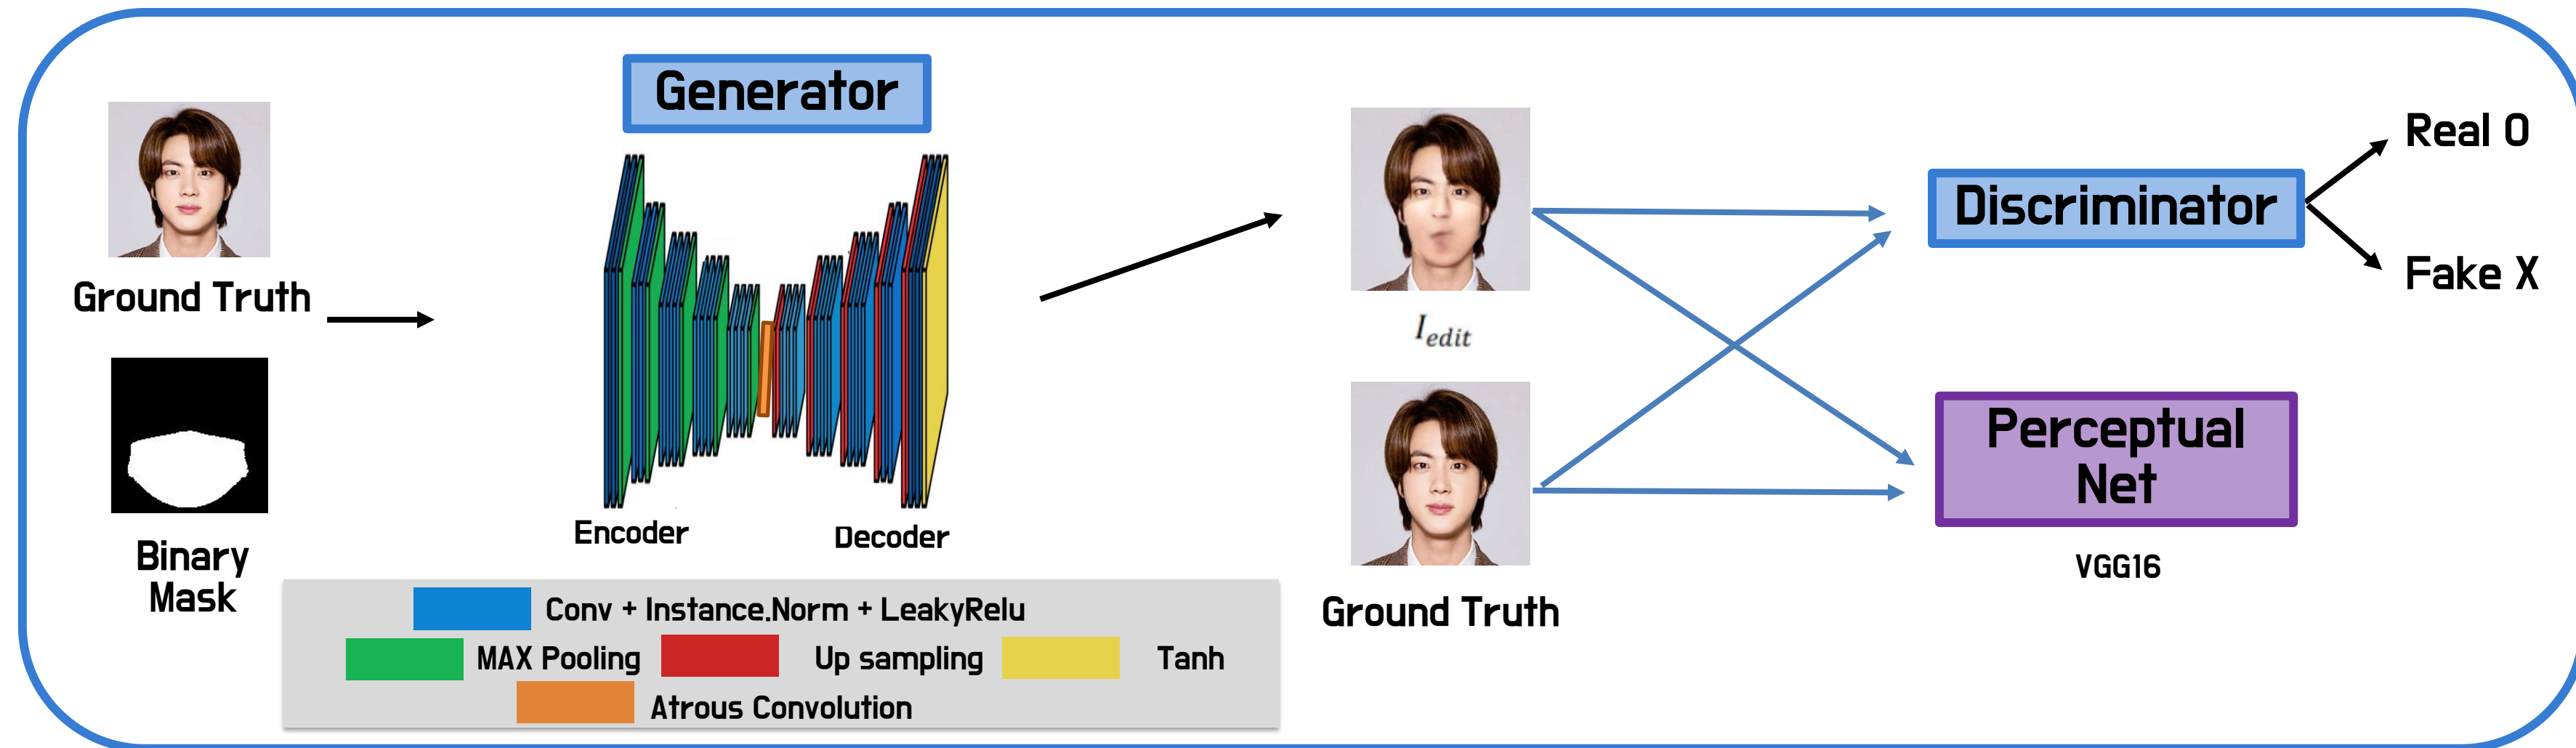 Generator
Ground Truth
Binary
Mask
Encoder
Decoder
Conv + Instance.Norm + LeakyRelu
MAX Pooling
Up sampling
Tanh
Atrous Convolution
I_edit
Ground Truth
Discriminator
Real O
Fake X
Perceptual
Net
VGG16